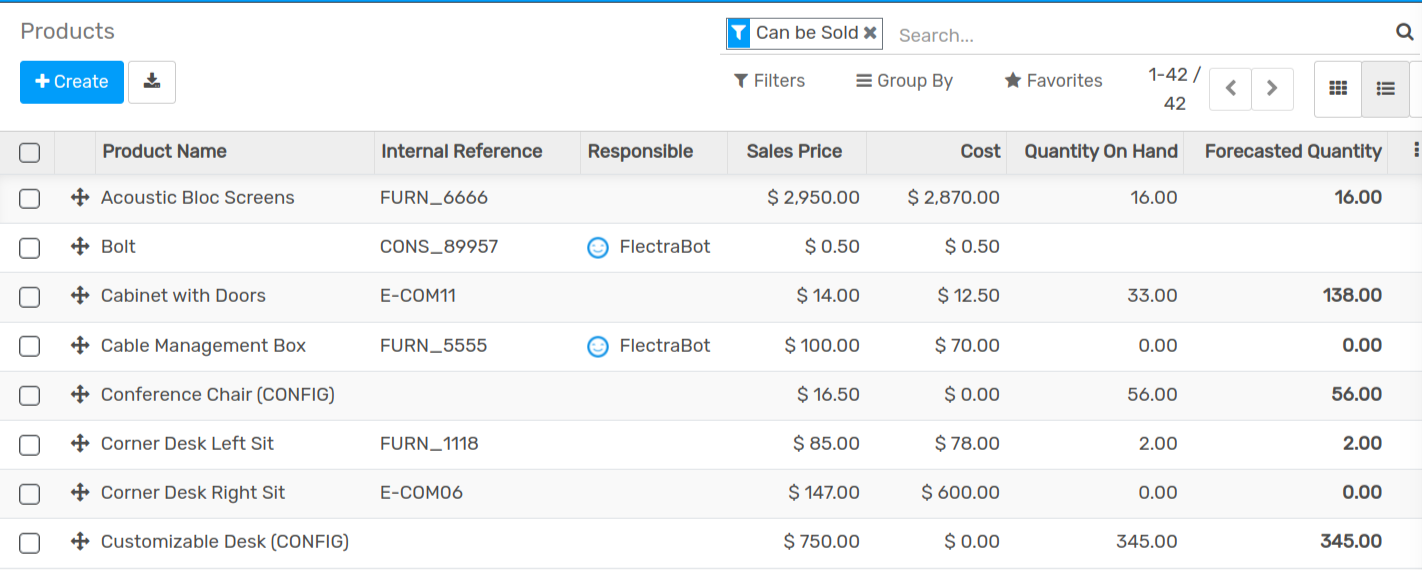 Products
Can be Sold Search...
Create
Filters Group By Favorites 1-42 / 42
Product Name Internal Reference Responsible Sales Price Cost Quantity On Hand Forecasted Quantity
Acoustic Bloc Screens FURN_6666 $ 2,950.00 $ 2,870.00 16.00 16.00
Bolt CONS_89957 FlectraBot $ 0.50 $ 0.50
Cabinet with Doors E-COM11 $ 14.00 $ 12.50 33.00 138.00
Cable Management Box FURN_5555 FlectraBot $ 100.00 $ 70.00 0.00 0.00
Conference Chair (CONFIG) $ 16.50 $ 0.00 56.00 56.00
Corner Desk Left Sit FURN_1118 $ 85.00 $ 78.00 2.00 2.00
Corner Desk Right Sit E-COM06 $ 147.00 $ 600.00 0.00 0.00
Customizable Desk (CONFIG) $ 750.00 $ 0.00 345.00 345.00